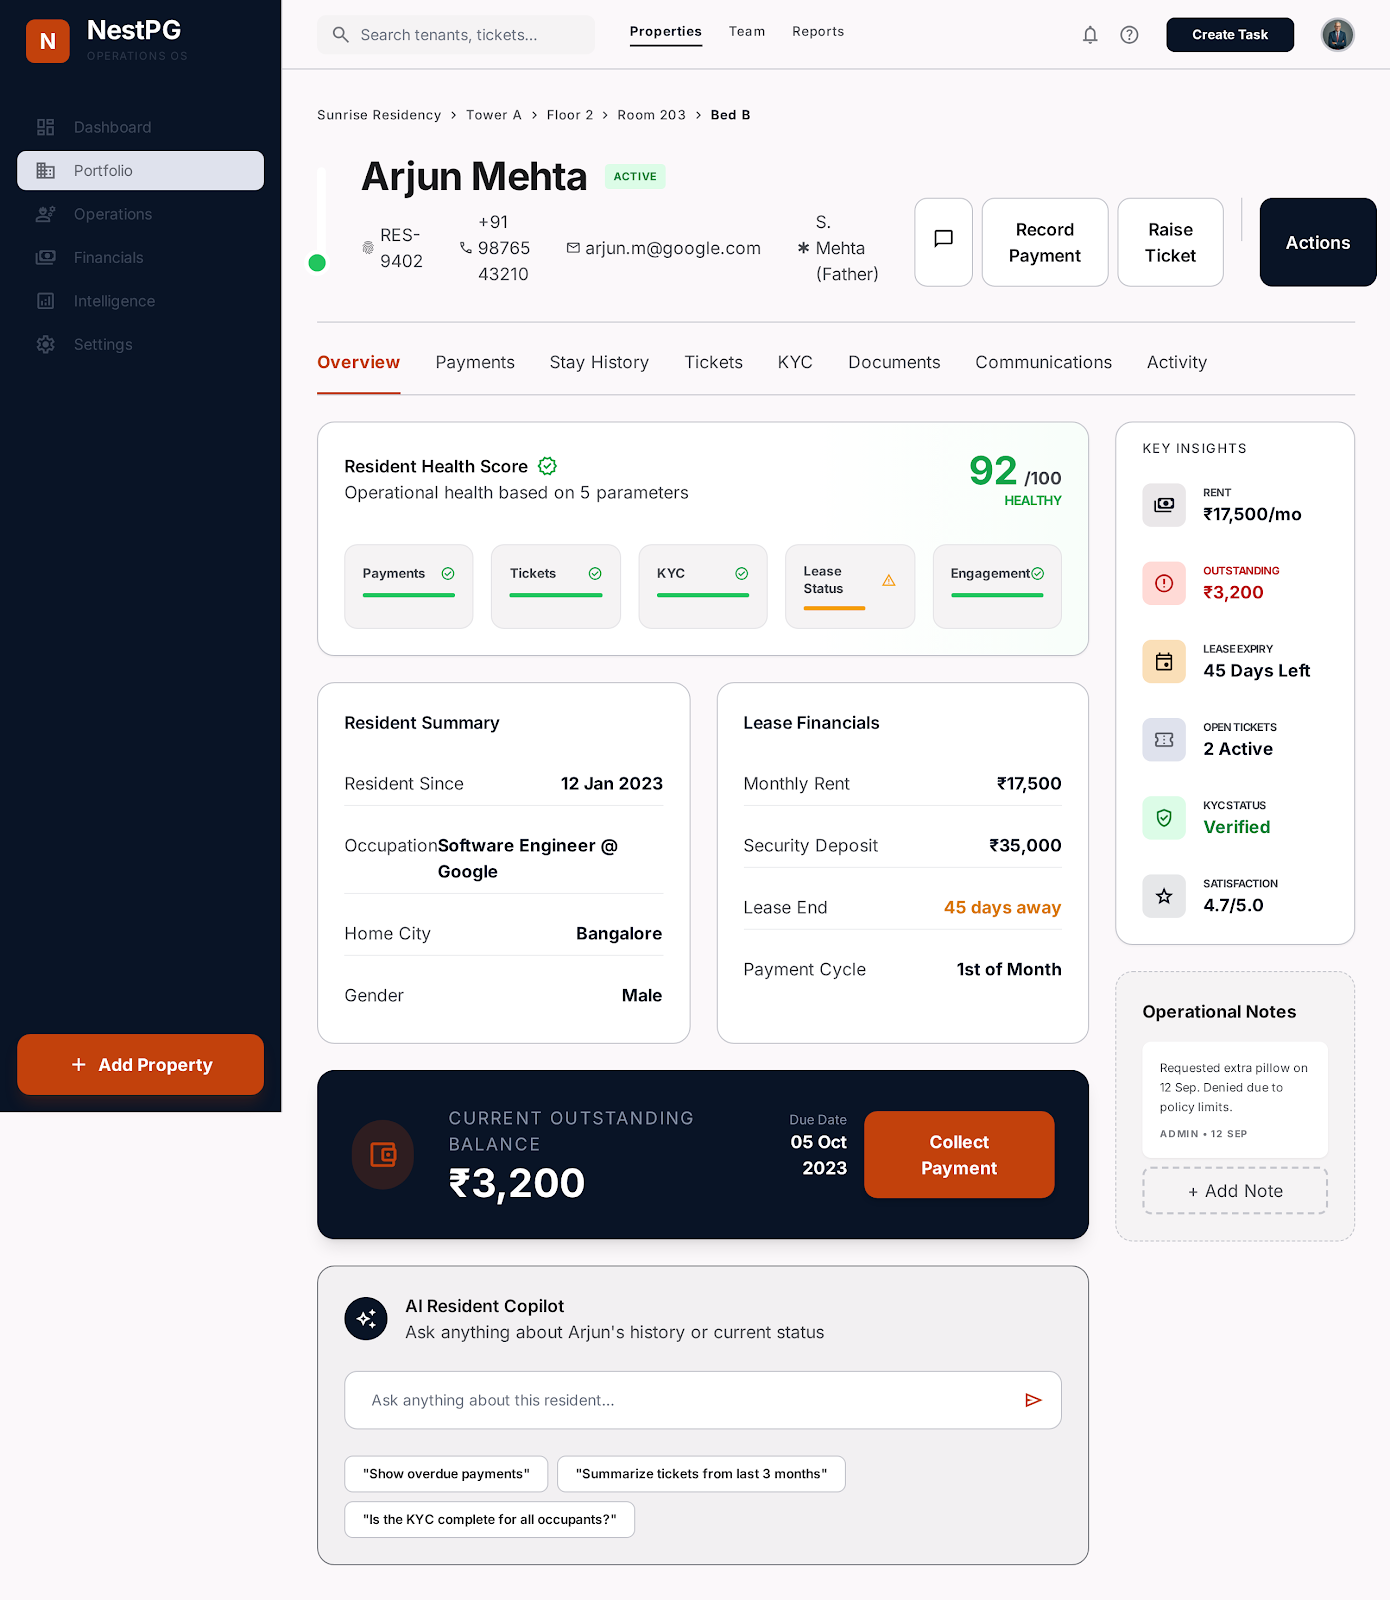 N
NestPG
OPERATIONS OS
Dashboard
Portfolio
Operations
Financials
Intelligence
Settings
Add Property
Search tenants, tickets...
Properties
Team
Reports
Create Task
Sunrise Residency > Tower A > Floor 2 > Room 203 > Bed B
Arjun Mehta
ACTIVE
RES-
9402
+91
98765
43210
arjun.m@google.com
S.
Mehta
(Father)
Record
Payment
Raise
Ticket
Actions
Overview
Payments
Stay History
Tickets
KYC
Documents
Communications
Activity
Resident Health Score
Operational health based on 5 parameters
92 /100
HEALTHY
Payments
Tickets
KYC
Lease
Status
Engagement
Resident Summary
Resident Since 12 Jan 2023
Occupation Software Engineer @
Google
Home City Bangalore
Gender Male
Lease Financials
Monthly Rent ₹17,500
Security Deposit ₹35,000
Lease End 45 days away
Payment Cycle 1st of Month
CURRENT OUTSTANDING
BALANCE
₹3,200
Due Date
05 Oct
2023
Collect
Payment
AI Resident Copilot
Ask anything about Arjun's history or current status
Ask anything about this resident...
"Show overdue payments"
"Summarize tickets from last 3 months"
"Is the KYC complete for all occupants?"
KEY INSIGHTS
RENT
₹17,500/mo
OUTSTANDING
₹3,200
LEASE EXPIRY
45 Days Left
OPEN TICKETS
2 Active
KYC STATUS
Verified
SATISFACTION
4.7/5.0
Operational Notes
Requested extra pillow on
12 Sep. Denied due to
policy limits.
ADMIN • 12 SEP
+ Add Note